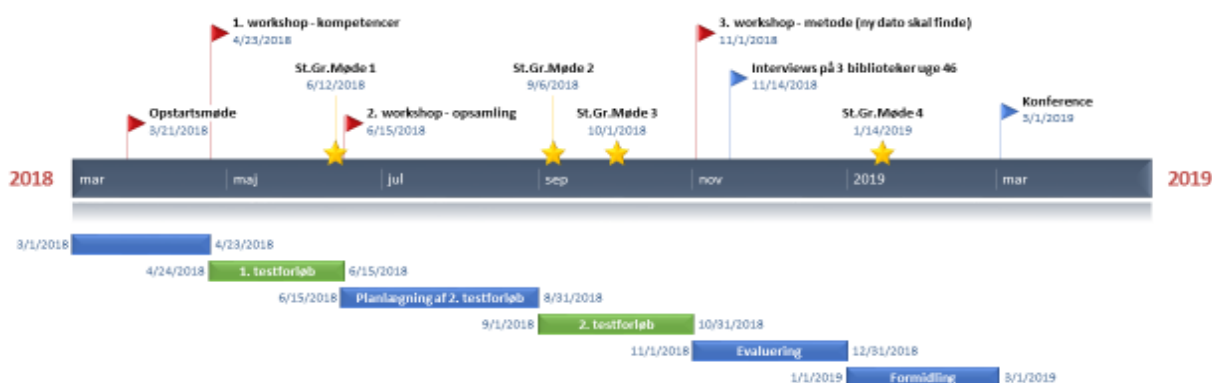 1. workshop - kompetencer
4/23/2018
3. workshop - metode (ny dato skal finde)
11/1/2018
St.Gr.Møde 1
6/12/2018
St.Gr.Møde 2
9/6/2018
Interviews på 3 biblioteker uge 46
11/14/2018
Opstartsmøde
3/21/2018
2. workshop - opsamling
6/15/2018
St.Gr.Møde 3
10/1/2018
St.Gr.Møde 4
1/14/2019
Konference
3/1/2019
2018 mar maj jul sep nov 2019 mar 2019
3/1/2018 4/23/2018
4/24/2018 1. testforløb 6/15/2018
6/15/2018 Planlægning af 2. testforløb 8/31/2018
9/1/2018 2. testforløb 10/31/2018
11/1/2018 Evaluering 12/31/2018
1/1/2019 Formidling 3/1/2019